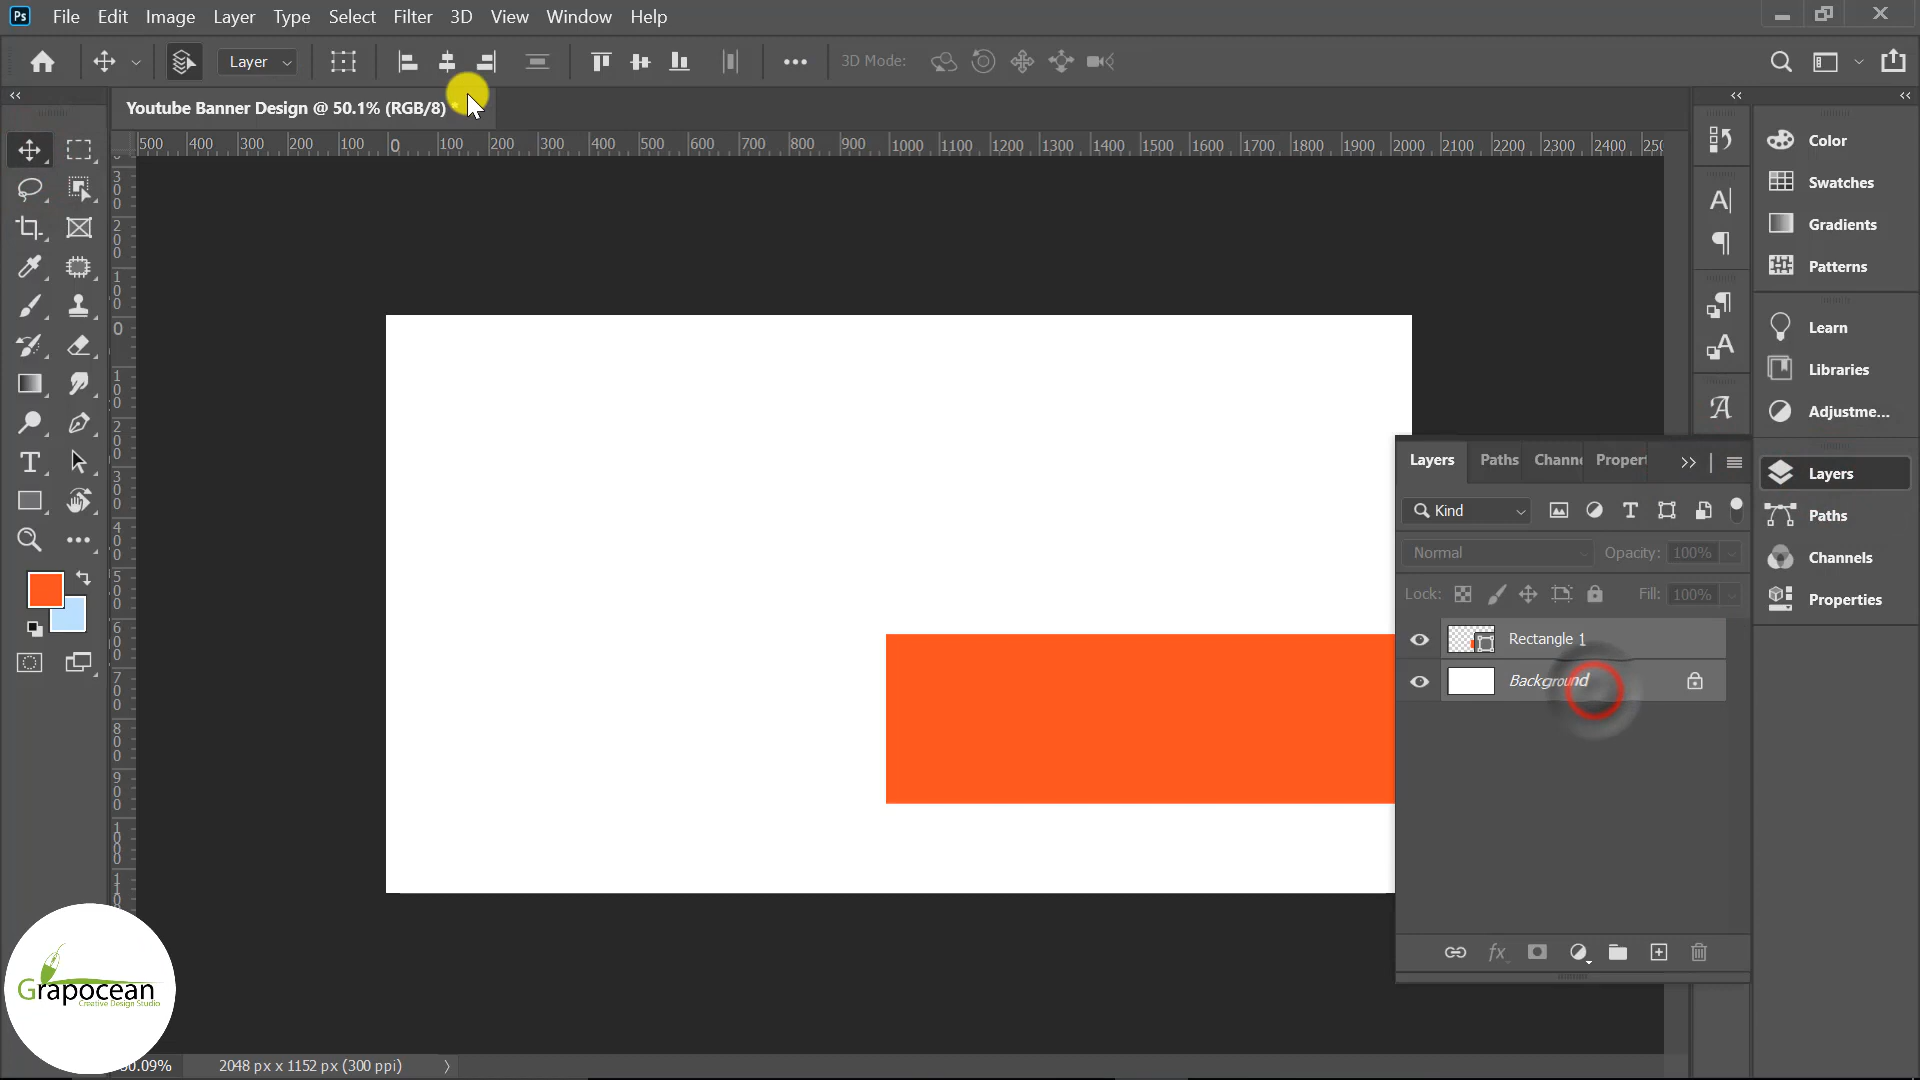 Ps File Edit Image Layer Type Select Filter 3D View Window Help
Layer 3D Mode:
Youtube Banner Design @ 50.1% (RGB/8) *
500 400 300 200 100 0 100 200 300 400 500 600 700 800 900 1000 1100 1200 1300 1400 1500 1600 1700 1800 1900 2000 2100 2200 2300 2400
300
200
100
0
100
200
300
400
500
600
700
800
900
1000
Color
Swatches
Gradients
Patterns
Learn
Libraries
Adjustme...
Layers
Paths
Channels
Properties
Layers Paths Channe Propert
Kind
Normal Opacity: 100%
Lock: Fill: 100%
Rectangle 1
Background
fx
Grapocean
Creative Design Studio
0.09% 2048 px x 1152 px (300 ppi)